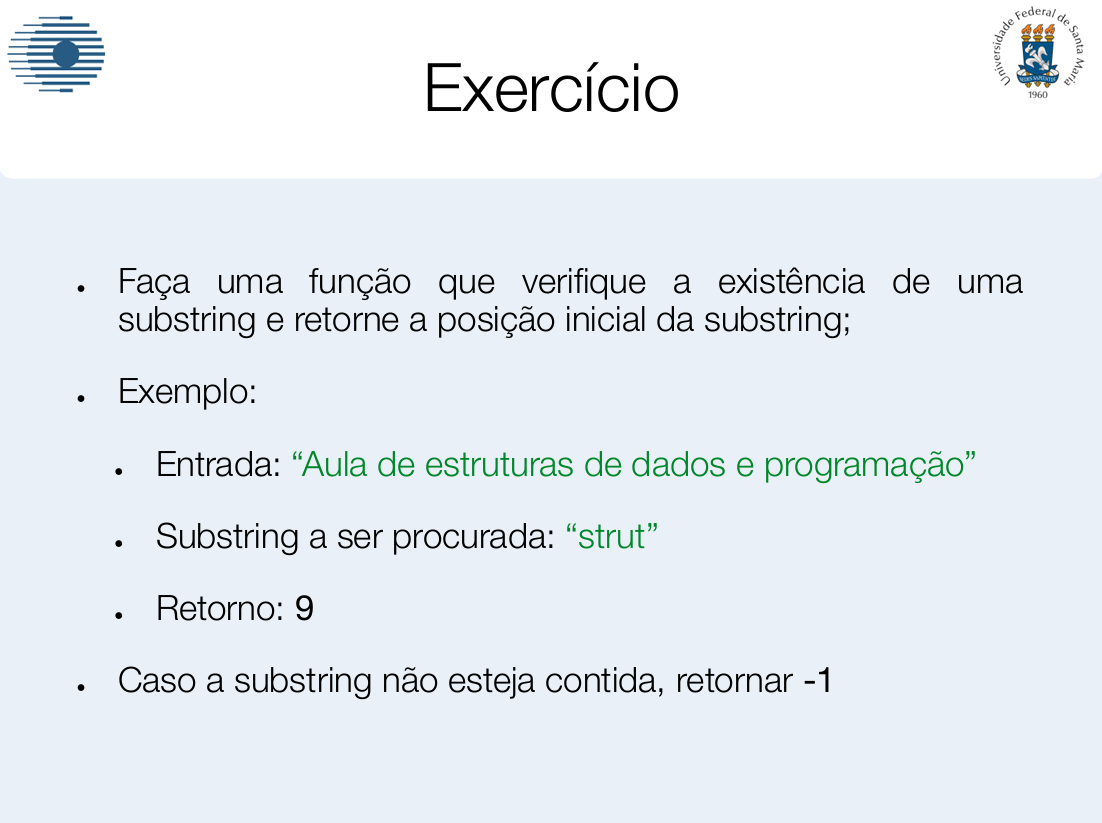 Universidade Federal de Santa Maria
SEDES SAPIENTIAE
1960
Exercício
• Faça uma função que verifique a existência de uma
substring e retorne a posição inicial da substring;
• Exemplo:
• Entrada: “Aula de estruturas de dados e programação”
• Substring a ser procurada: “strut”
• Retorno: 9
• Caso a substring não esteja contida, retornar -1